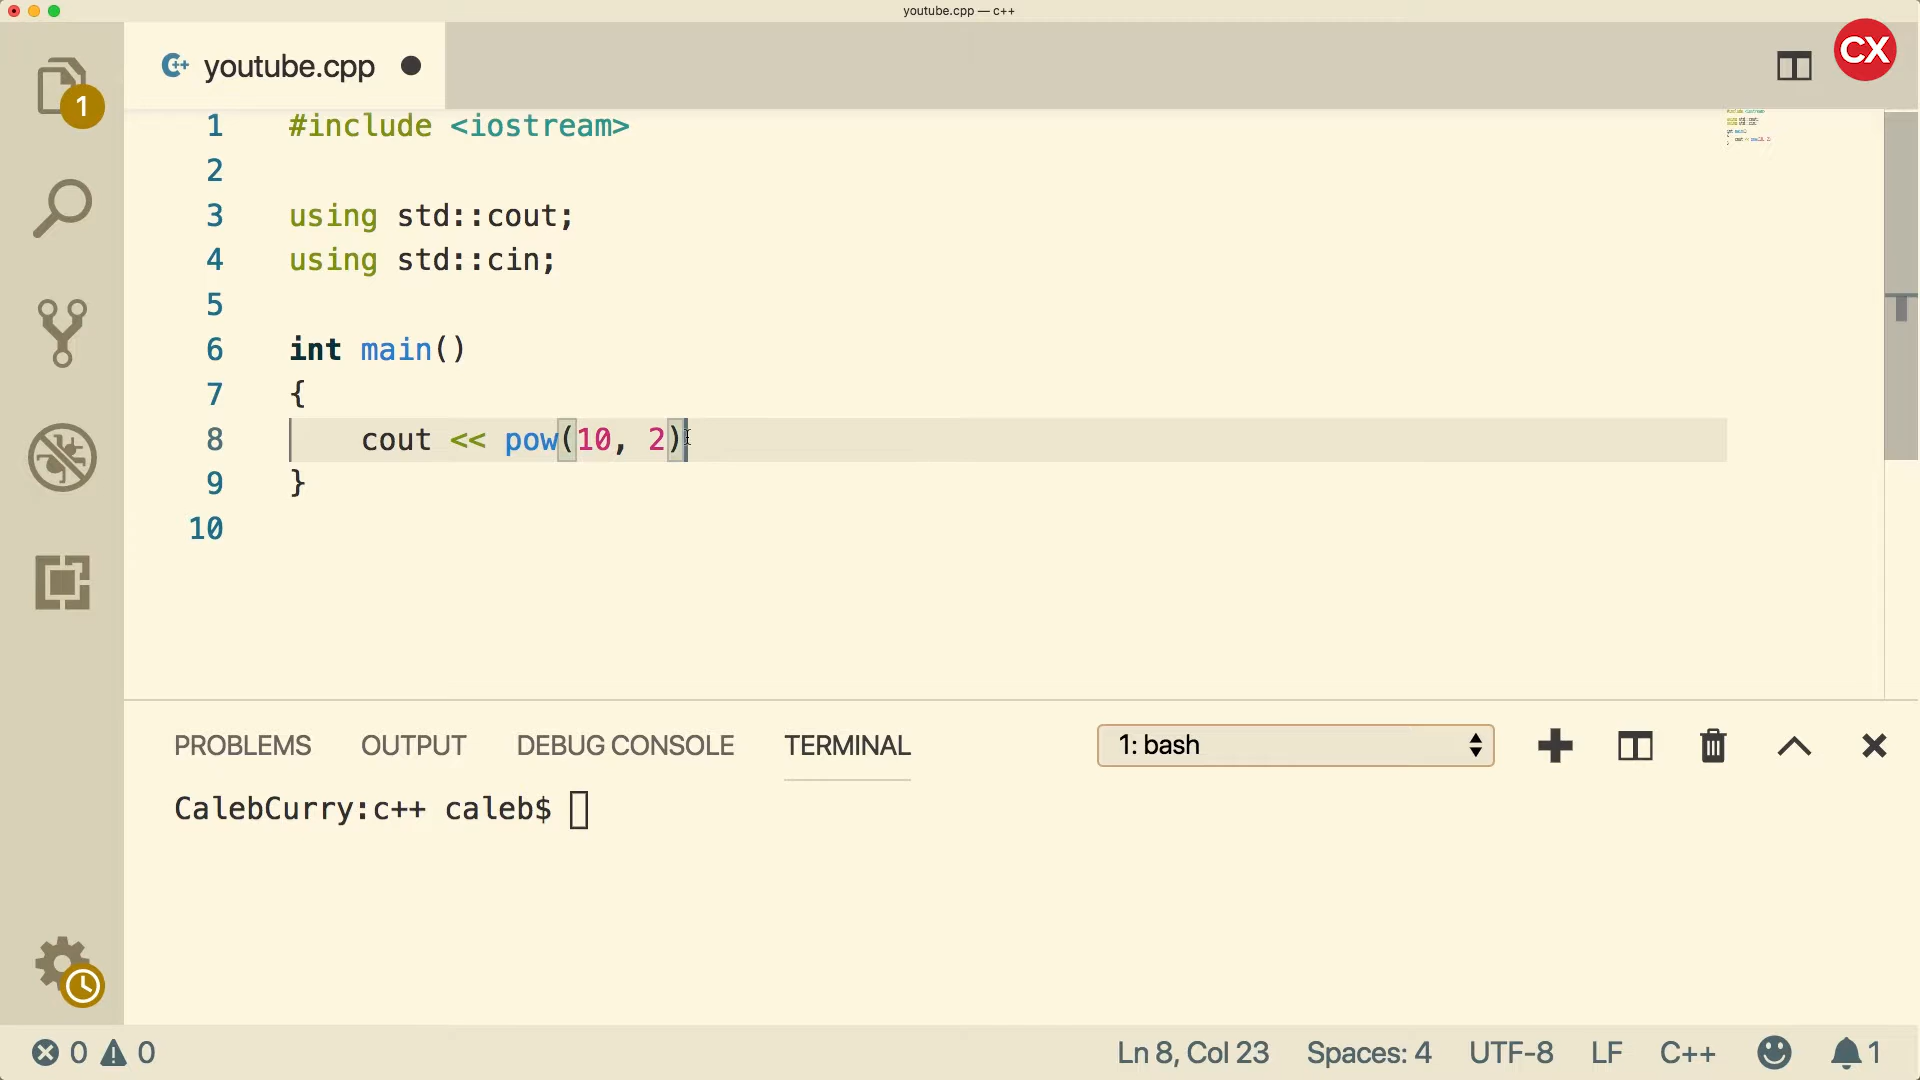 youtube.cpp — c++
CX
1
youtube.cpp
1 #include <iostream>
2
3 using std::cout;
4 using std::cin;
5
6 int main()
7 {
8 cout << pow(10, 2)
9 }
10
PROBLEMS OUTPUT DEBUG CONSOLE TERMINAL 1: bash
CalebCurry:c++ caleb$
0 0 Ln 8, Col 23 Spaces: 4 UTF-8 LF C++ 1